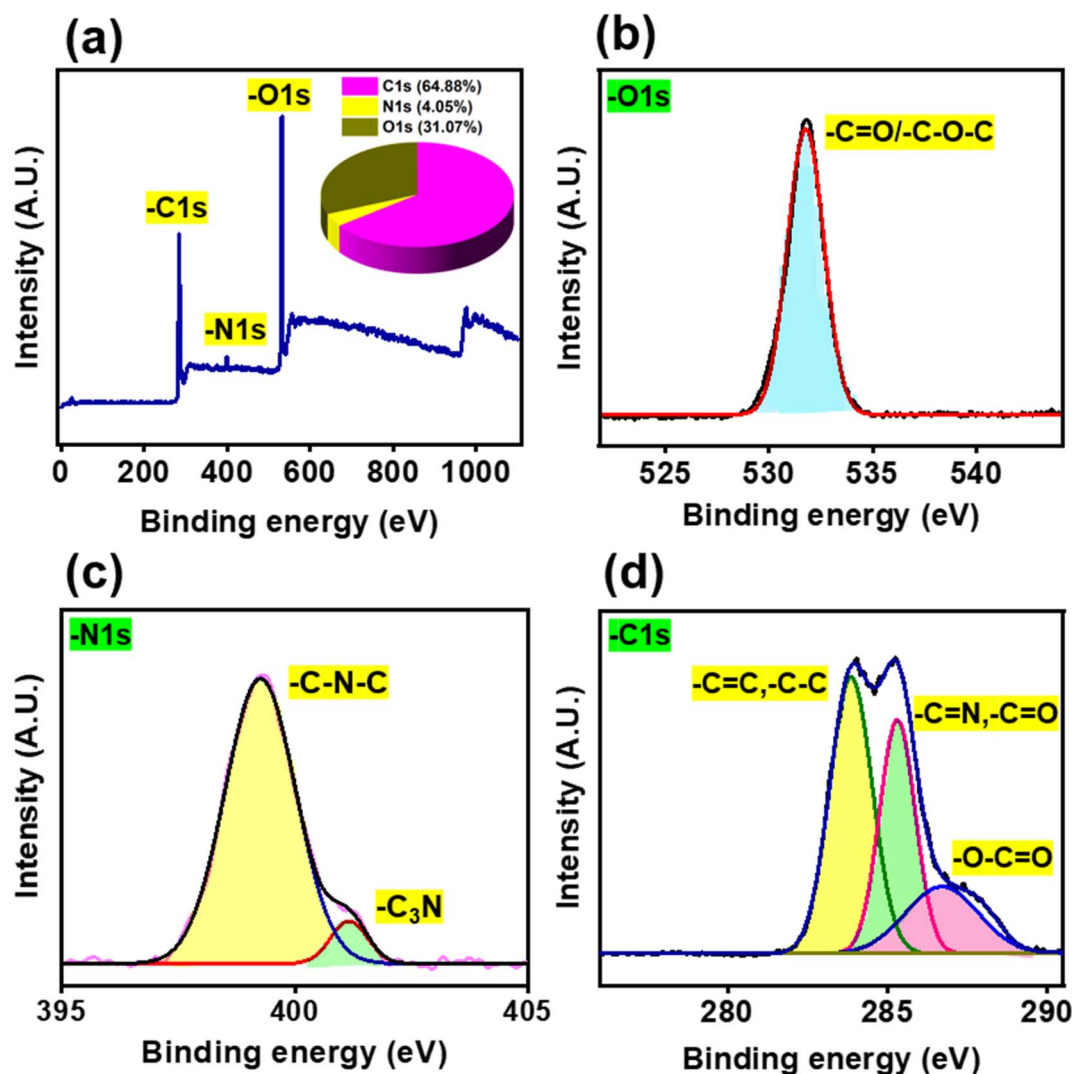 (a)
-O1s
C1s (64.88%)
N1s (4.05%)
O1s (31.07%)
-C1s
-N1s
Intensity (A.U.)
0 200 400 600 800 1000
Binding energy (eV)
(b)
-O1s
-C=O/-C-O-C
Intensity (A.U.)
525 530 535 540
Binding energy (eV)
(c)
-N1s
-C-N-C
-C₃N
Intensity (A.U.)
395 400 405
Binding energy (eV)
(d)
-C1s
-C=C,-C-C
-C=N,-C=O
-O-C=O
Intensity (A.U.)
280 285 290
Binding energy (eV)